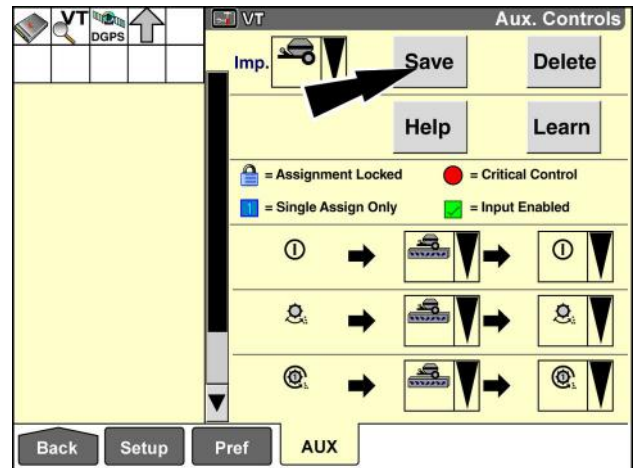 VT
DGPS
VT
Aux. Controls
Imp.
Save
Delete
Help
Learn
= Assignment Locked
= Critical Control
1
= Single Assign Only
= Input Enabled
Back
Setup
Pref
AUX